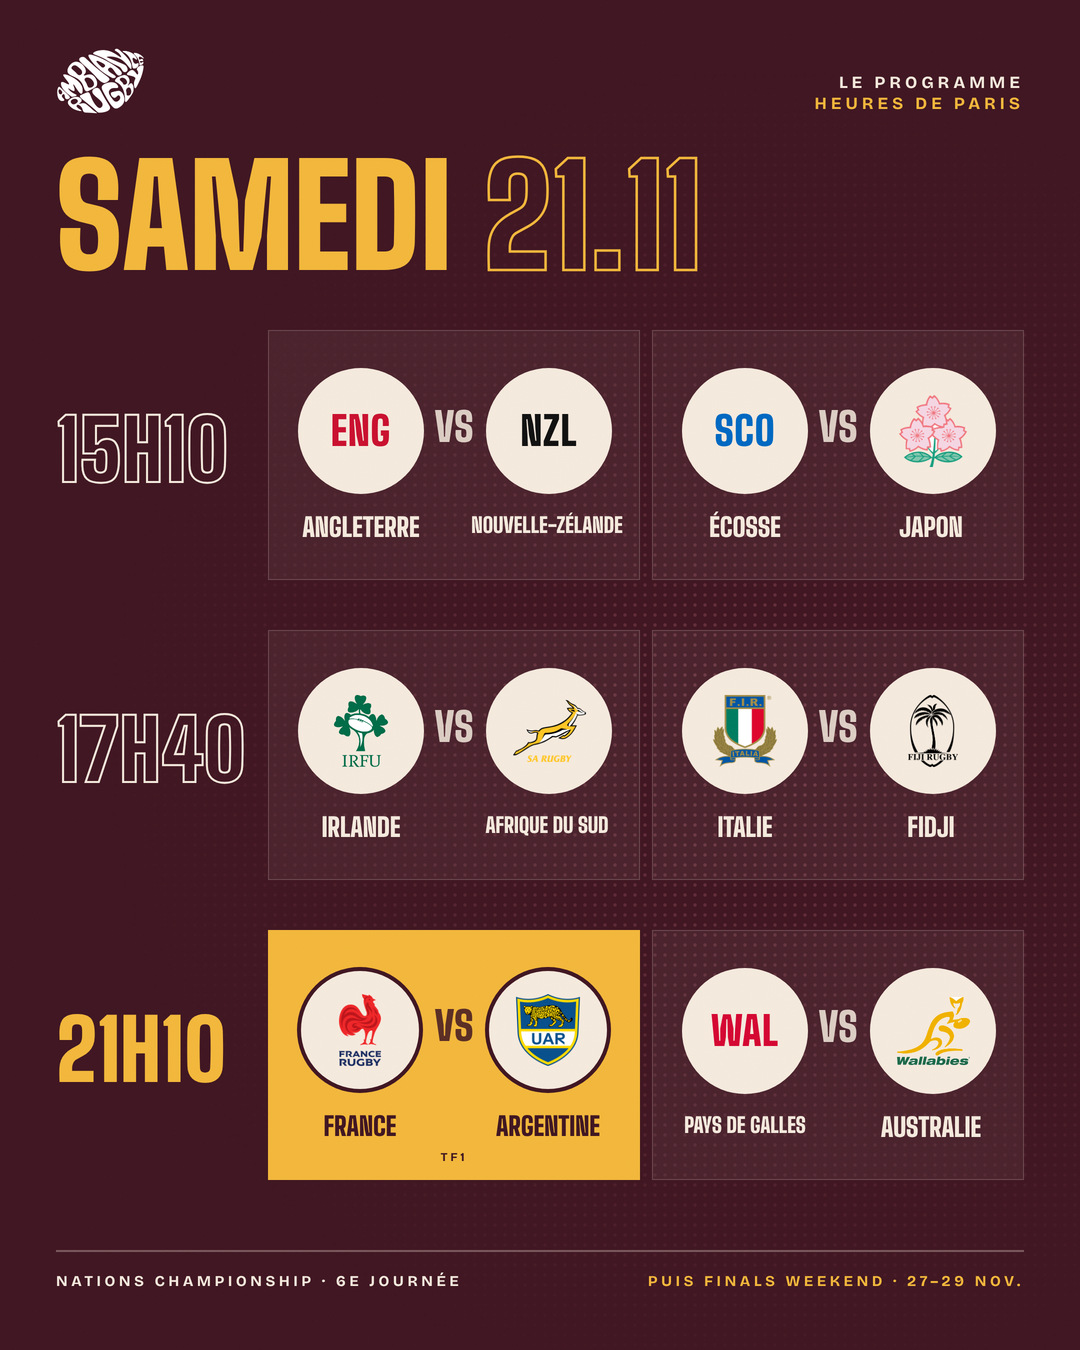 AMBIANCE
RUGBY
LE PROGRAMME
HEURES DE PARIS
SAMEDI 21.11
15H10
ENG VS NZL
ANGLETERRE NOUVELLE-ZÉLANDE
SCO VS
ÉCOSSE JAPON
17H40
IRFU VS SA RUGBY
IRLANDE AFRIQUE DU SUD
F.I.R. ITALIA VS FIJI RUGBY
ITALIE FIDJI
21H10
FRANCE RUGBY VS UAR
FRANCE ARGENTINE
TF1
WAL VS Wallabies
PAYS DE GALLES AUSTRALIE
NATIONS CHAMPIONSHIP · 6E JOURNÉE
PUIS FINALS WEEKEND · 27–29 NOV.